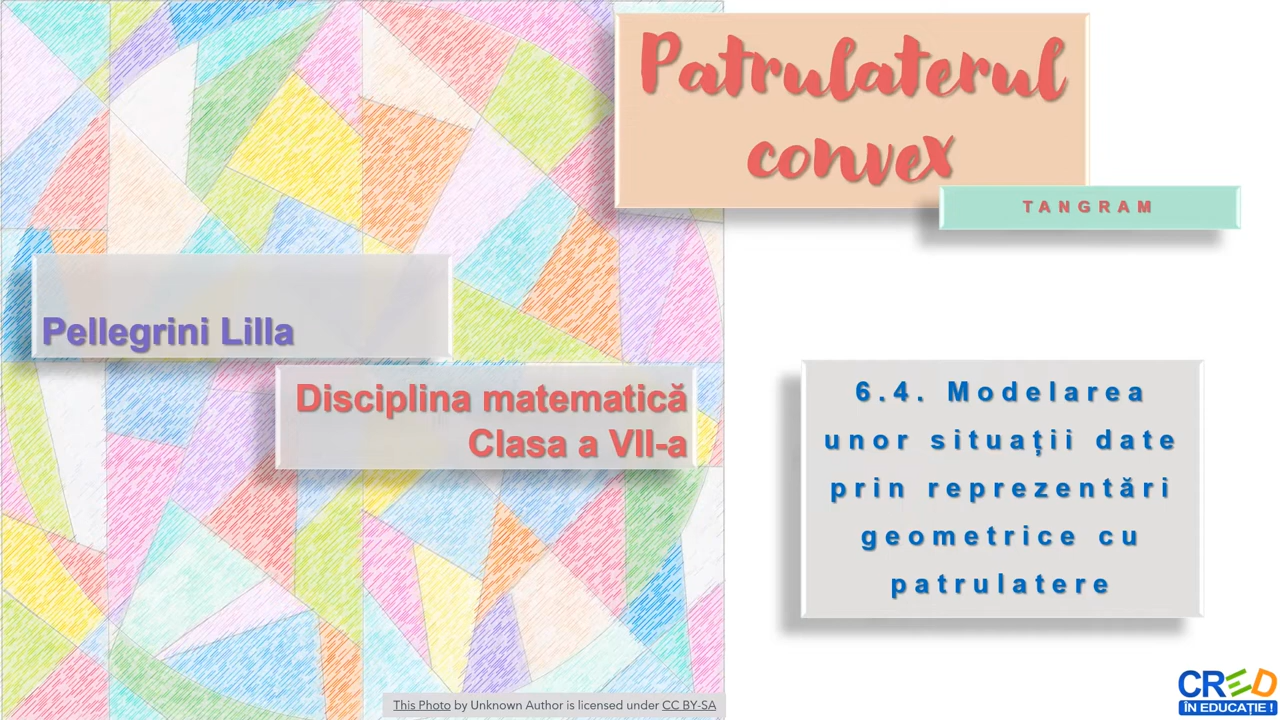 Patrulaterul
convex
TANGRAM
Pellegrini Lilla
Disciplina matematică
Clasa a VII-a
6.4. Modelarea
unor situații date
prin reprezentări
geometrice cu
patrulatere
This Photo by Unknown Author is licensed under CC BY-SA
CRED
ÎN EDUCAȚIE !